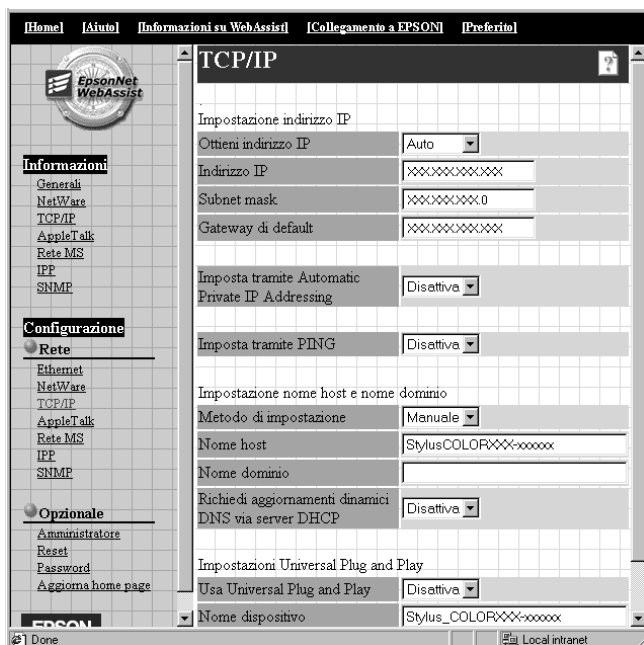 [Home] [Aiuto] [Informazioni su WebAssist] [Collegamento a EPSON] [Preferito]
EpsonNet
WebAssist
Informazioni
Generali
NetWare
TCP/IP
AppleTalk
Rete MS
IPP
SNMP
Configurazione
Rete
Ethernet
NetWare
TCP/IP
AppleTalk
Rete MS
IPP
SNMP
Opzionale
Amministratore
Reset
Password
Aggiorna home page
EPSON
TCP/IP
?
Impostazione indirizzo IP
Ottieni indirizzo IP Auto
Indirizzo IP XXX.XXX.XXX.XXX
Subnet mask XXX.XXX.XXX.0
Gateway di default XXX.XXX.XXX.XXX
Imposta tramite Automatic
Private IP Addressing Disattiva
Imposta tramite PING Disattiva
Impostazione nome host e nome dominio
Metodo di impostazione Manuale
Nome host StylusCOLORXXX-xxxxxx
Nome dominio
Richiedi aggiornamenti dinamici
DNS via server DHCP Disattiva
Impostazioni Universal Plug and Play
Usa Universal Plug and Play Disattiva
Nome dispositivo Stylus_COLORXXX-xxxxxx
Done Local intranet